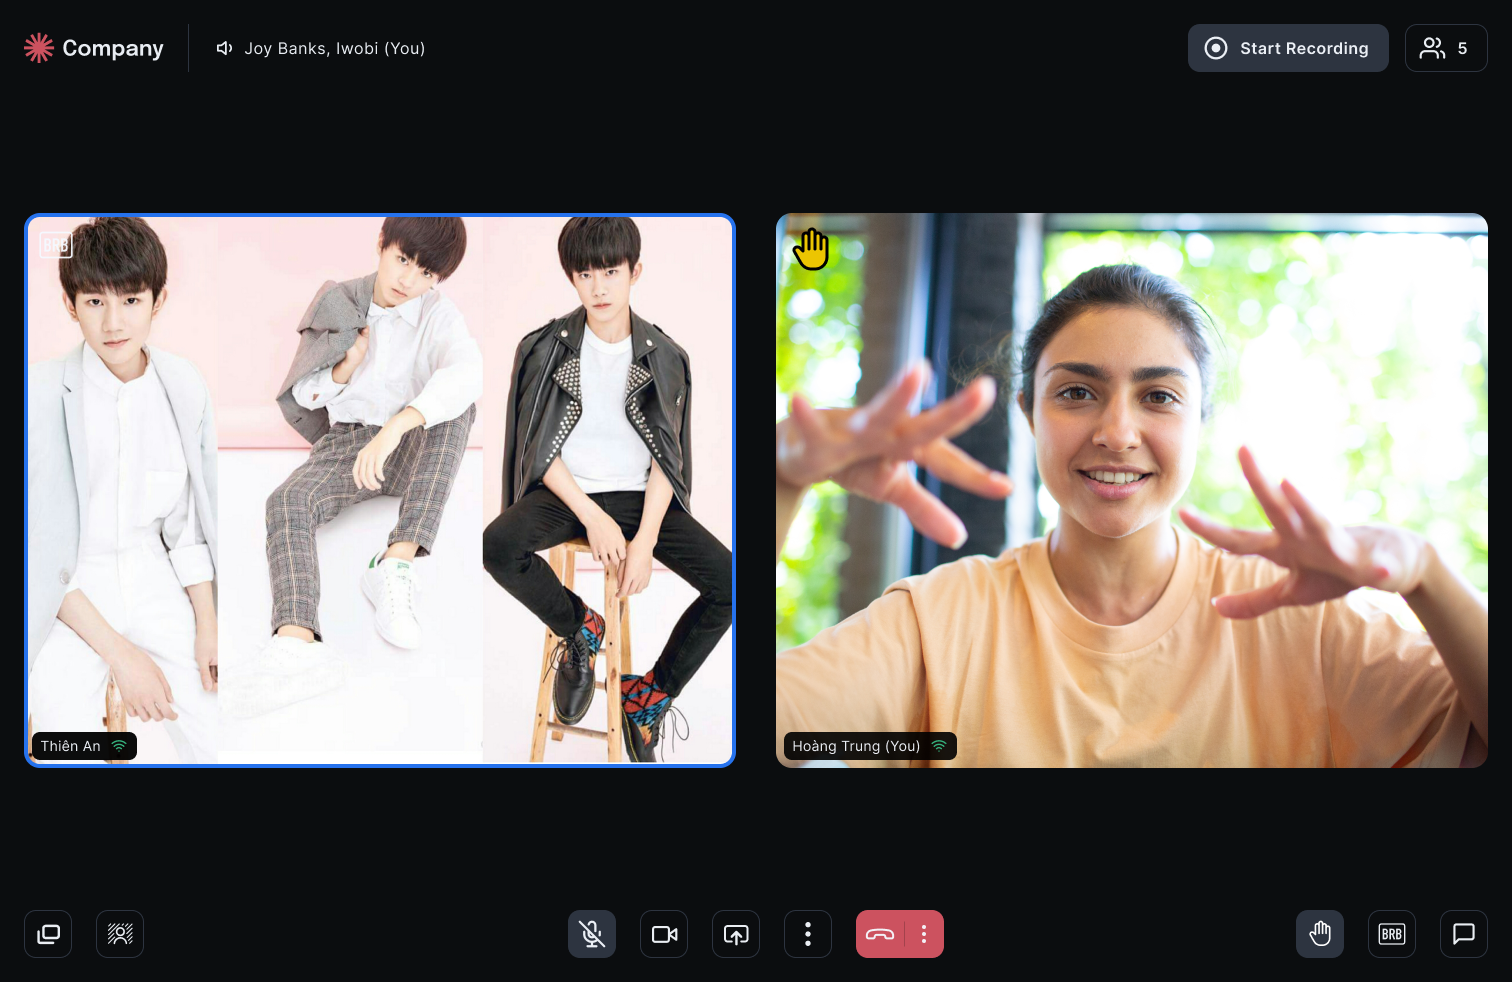 Company
Joy Banks, Iwobi (You)
Start Recording
5
BRB
Thiên An
Hoàng Trung (You)
BRB